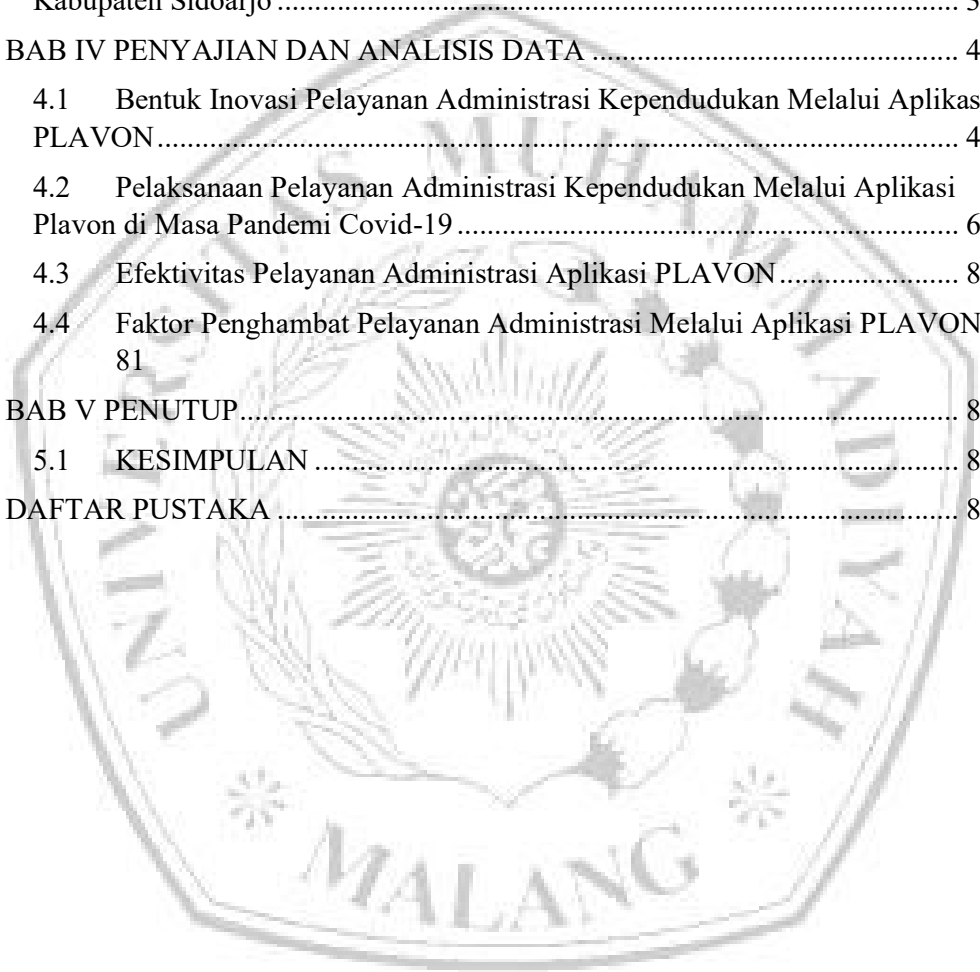 Kabupaten Sidoarjo ........................................................................................ 3
BAB IV PENYAJIAN DAN ANALISIS DATA ................................................ 4
4.1 Bentuk Inovasi Pelayanan Administrasi Kependudukan Melalui Aplikas
PLAVON ......................................................................................................... 4
4.2 Pelaksanaan Pelayanan Administrasi Kependudukan Melalui Aplikasi
Plavon di Masa Pandemi Covid-19 .................................................................. 6
4.3 Efektivitas Pelayanan Administrasi Aplikasi PLAVON ........................ 8
4.4 Faktor Penghambat Pelayanan Administrasi Melalui Aplikasi PLAVON
81
BAB V PENUTUP ............................................................................................... 8
5.1 KESIMPULAN ..................................................................................... 8
DAFTAR PUSTAKA .......................................................................................... 8
UNIVERSITAS MUHAMMADIYAH
MALANG